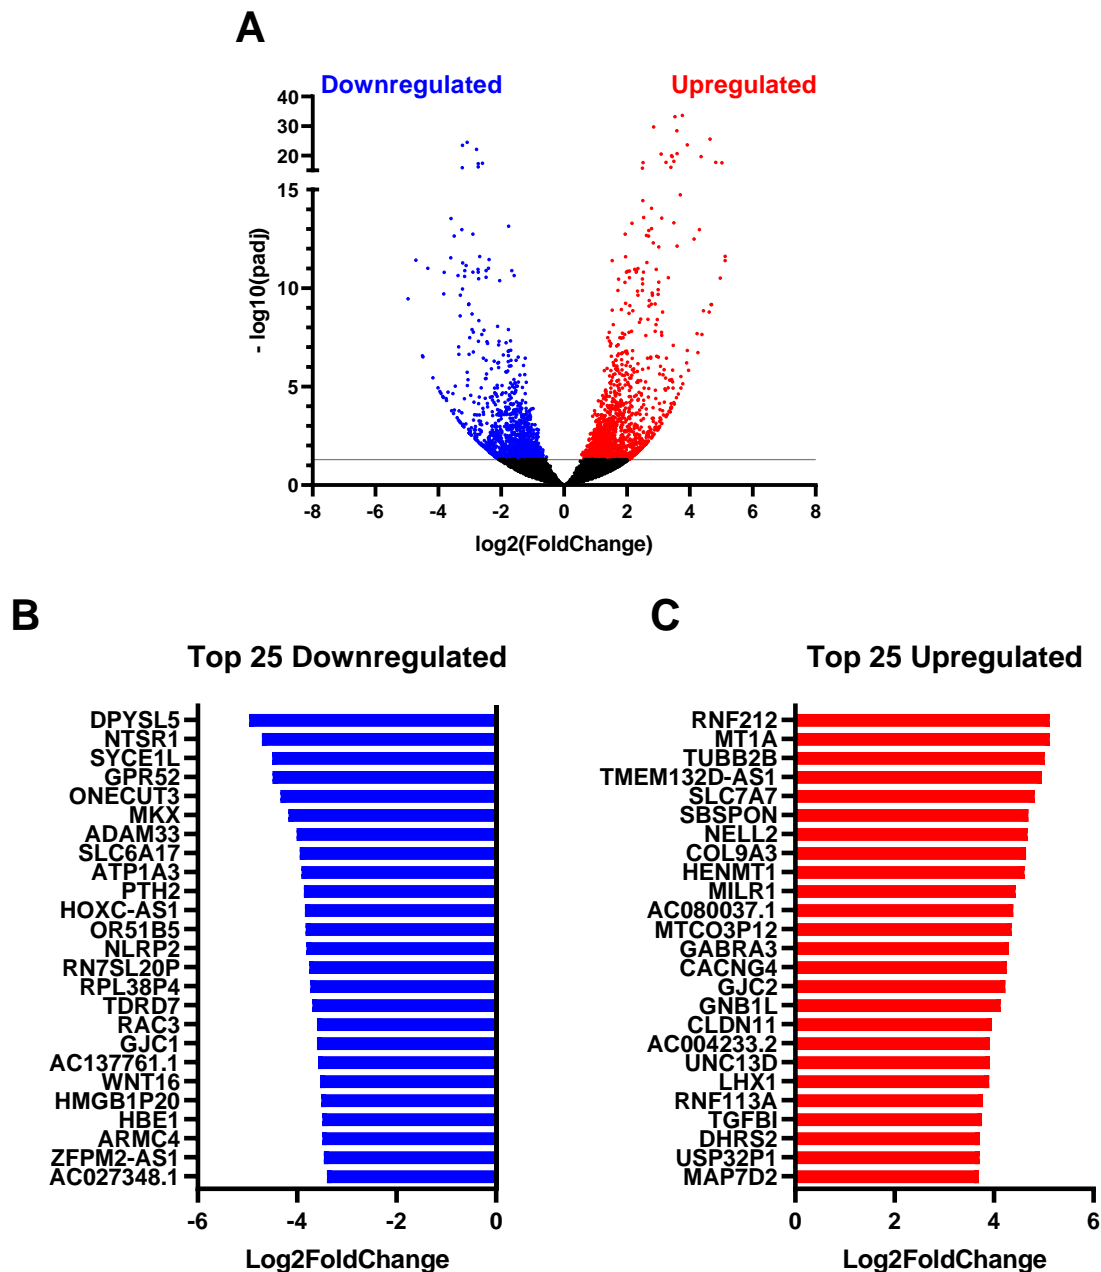 A
Downregulated Upregulated
40
30
20
15
10
5
0
- log10(padj)
-8 -6 -4 -2 0 2 4 6 8
log2(FoldChange)
B
Top 25 Downregulated
DPYSL5
NTSR1
SYCE1L
GPR52
ONECUT3
MKX
ADAM33
SLC6A17
ATP1A3
PTH2
HOXC-AS1
OR51B5
NLRP2
RN7SL20P
RPL38P4
TDRD7
RAC3
GJC1
AC137761.1
WNT16
HMGB1P20
HBE1
ARMC4
ZFPM2-AS1
AC027348.1
-6 -4 -2 0
Log2FoldChange
C
Top 25 Upregulated
RNF212
MT1A
TUBB2B
TMEM132D-AS1
SLC7A7
SBSPON
NELL2
COL9A3
HENMT1
MILR1
AC080037.1
MTCO3P12
GABRA3
CACNG4
GJC2
GNB1L
CLDN11
AC004233.2
UNC13D
LHX1
RNF113A
TGFBI
DHRS2
USP32P1
MAP7D2
0 2 4 6
Log2FoldChange